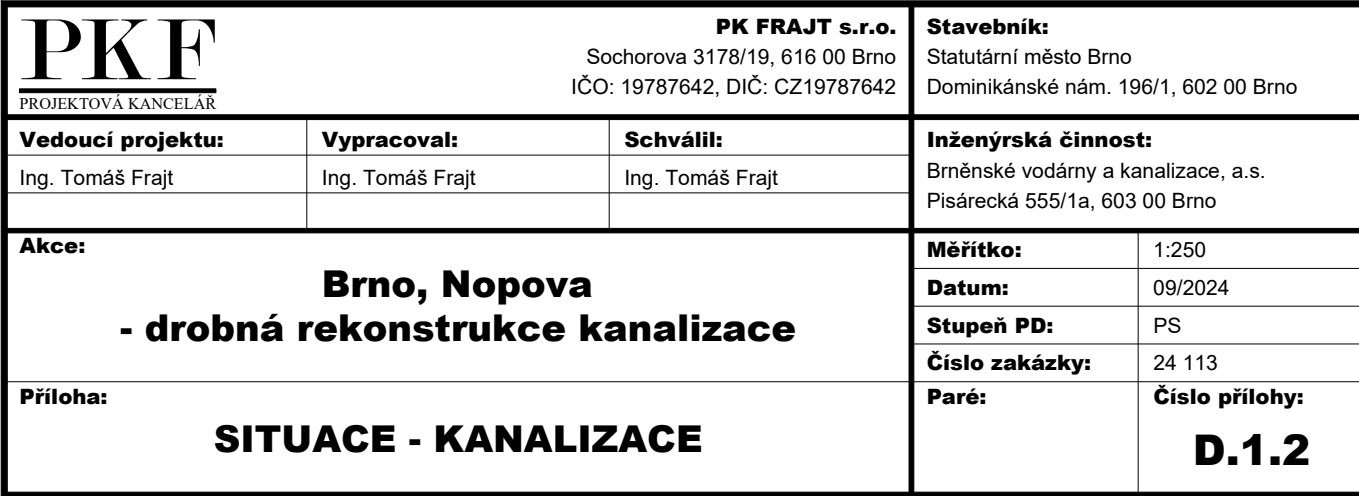 PKF
PROJEKTOVÁ KANCELÁŘ
PK FRAJT s.r.o.
Sochorova 3178/19, 616 00 Brno
IČO: 19787642, DIČ: CZ19787642
Stavebník:
Statutární město Brno
Dominikánské nám. 196/1, 602 00 Brno
Vedoucí projektu:
Ing. Tomáš Frajt
Vypracoval:
Ing. Tomáš Frajt
Schválil:
Ing. Tomáš Frajt
Inženýrská činnost:
Brněnské vodárny a kanalizace, a.s.
Pisárecká 555/1a, 603 00 Brno
Akce:
Brno, Nopova
- drobná rekonstrukce kanalizace
Měřítko: 1:250
Datum: 09/2024
Stupeň PD: PS
Číslo zakázky: 24 113
Příloha:
SITUACE - KANALIZACE
Paré:
Číslo přílohy:
D.1.2